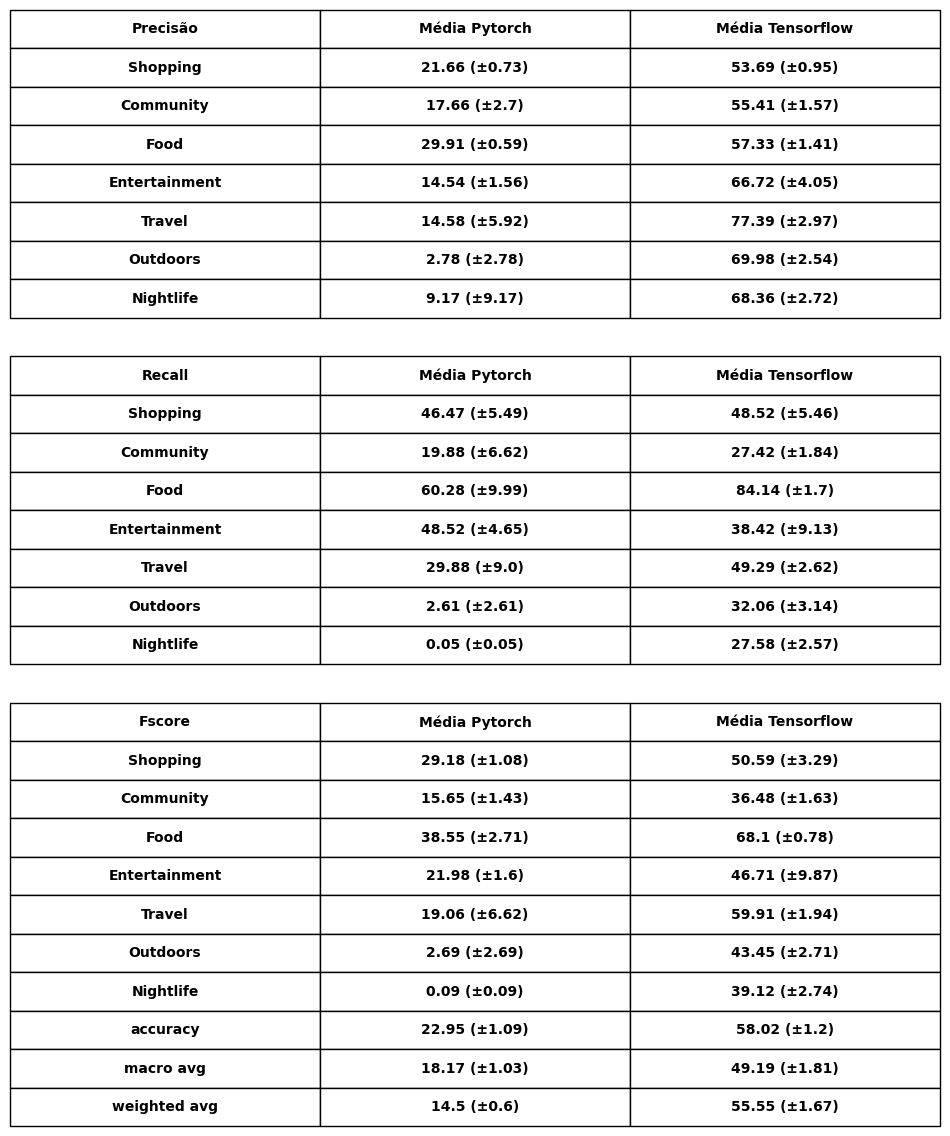 Precisão Média Pytorch Média Tensorflow
Shopping 21.66 (±0.73) 53.69 (±0.95)
Community 17.66 (±2.7) 55.41 (±1.57)
Food 29.91 (±0.59) 57.33 (±1.41)
Entertainment 14.54 (±1.56) 66.72 (±4.05)
Travel 14.58 (±5.92) 77.39 (±2.97)
Outdoors 2.78 (±2.78) 69.98 (±2.54)
Nightlife 9.17 (±9.17) 68.36 (±2.72)
Recall Média Pytorch Média Tensorflow
Shopping 46.47 (±5.49) 48.52 (±5.46)
Community 19.88 (±6.62) 27.42 (±1.84)
Food 60.28 (±9.99) 84.14 (±1.7)
Entertainment 48.52 (±4.65) 38.42 (±9.13)
Travel 29.88 (±9.0) 49.29 (±2.62)
Outdoors 2.61 (±2.61) 32.06 (±3.14)
Nightlife 0.05 (±0.05) 27.58 (±2.57)
Fscore Média Pytorch Média Tensorflow
Shopping 29.18 (±1.08) 50.59 (±3.29)
Community 15.65 (±1.43) 36.48 (±1.63)
Food 38.55 (±2.71) 68.1 (±0.78)
Entertainment 21.98 (±1.6) 46.71 (±9.87)
Travel 19.06 (±6.62) 59.91 (±1.94)
Outdoors 2.69 (±2.69) 43.45 (±2.71)
Nightlife 0.09 (±0.09) 39.12 (±2.74)
accuracy 22.95 (±1.09) 58.02 (±1.2)
macro avg 18.17 (±1.03) 49.19 (±1.81)
weighted avg 14.5 (±0.6) 55.55 (±1.67)